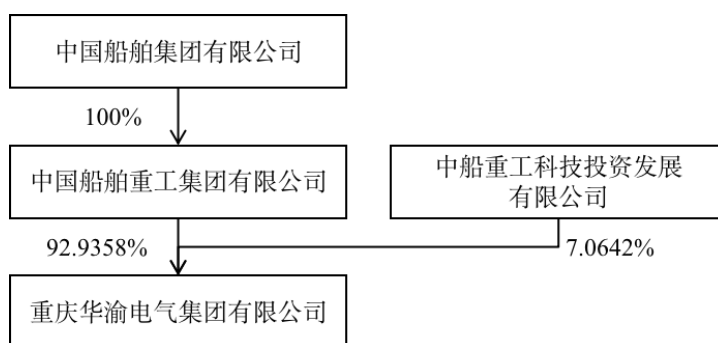 中国船舶集团有限公司
100%
中国船舶重工集团有限公司
中船重工科技投资发展
有限公司
92.9358%
7.0642%
重庆华渝电气集团有限公司